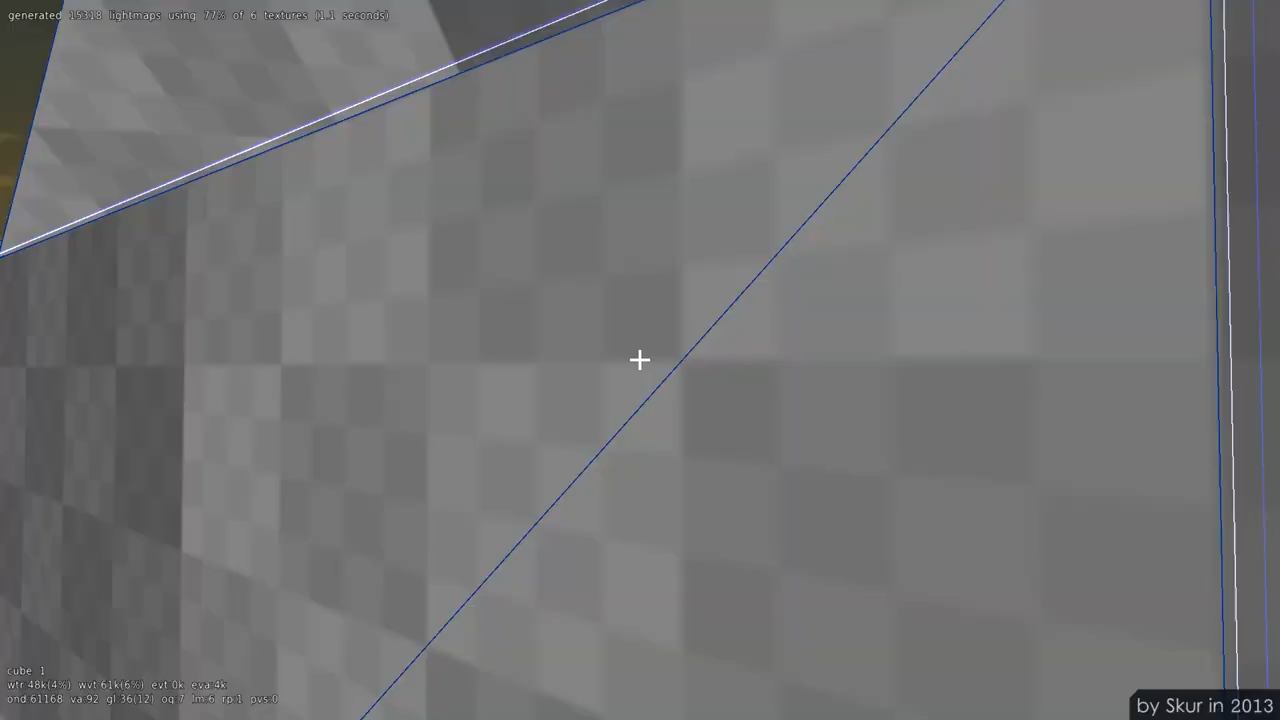 generated 15318 lightmaps using 77% of 6 textures (1.1 seconds)
cube 1
wtr:48k(4%) wvt:61k(6%) evt:0k eva:4k
ond:61168 va:92 gl:36(12) oq:7 lm:6 rp:1 pvs:0
by Skur in 2013